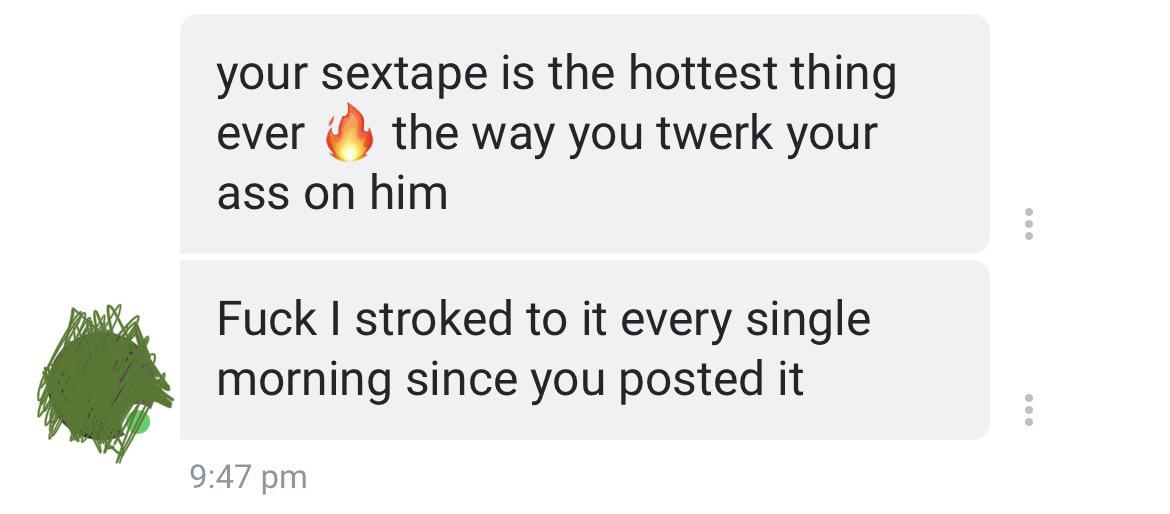 your sextape is the hottest thing
ever 🔥 the way you twerk your
ass on him
Fuck I stroked to it every single
morning since you posted it
9:47 pm